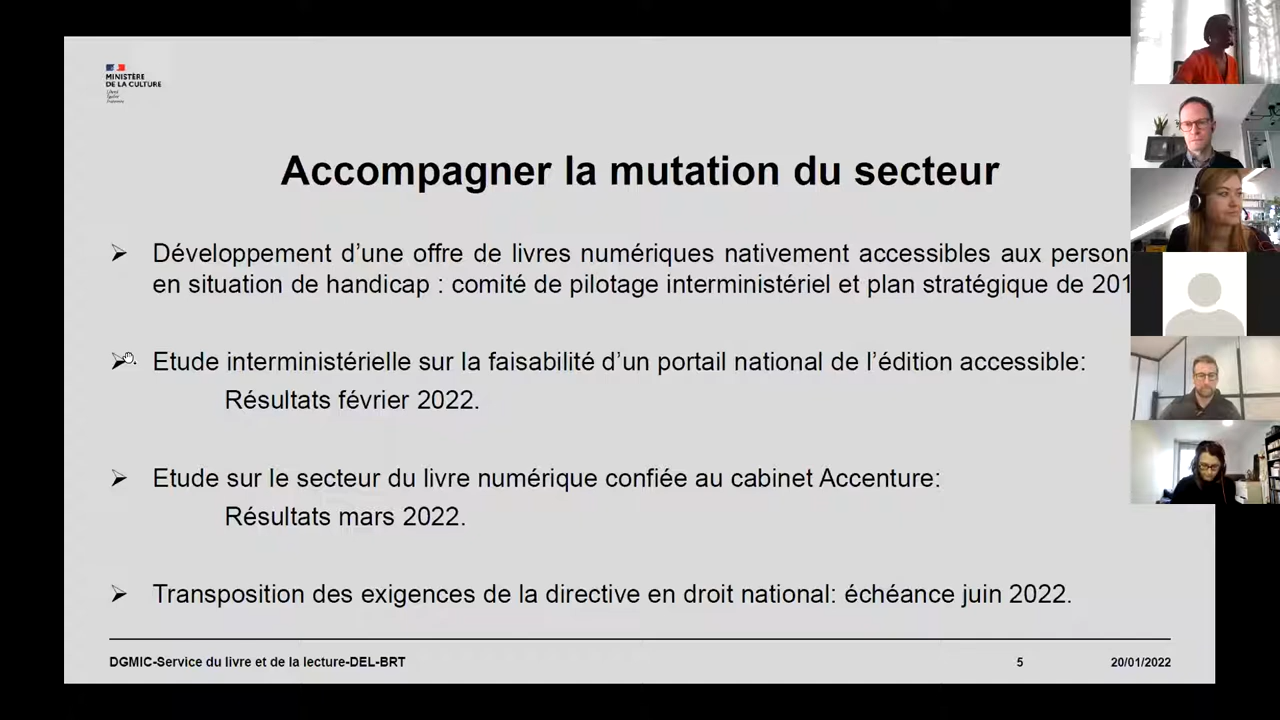 MINISTÈRE
DE LA CULTURE
Accompagner la mutation du secteur
Développement d’une offre de livres numériques nativement accessibles aux person
en situation de handicap : comité de pilotage interministériel et plan stratégique de 201
Etude interministérielle sur la faisabilité d’un portail national de l’édition accessible:
Résultats février 2022.
Etude sur le secteur du livre numérique confiée au cabinet Accenture:
Résultats mars 2022.
Transposition des exigences de la directive en droit national: échéance juin 2022.
DGMIC-Service du livre et de la lecture-DEL-BRT 5 20/01/2022